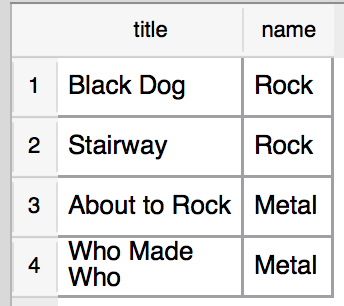 title name
1 Black Dog Rock
2 Stairway Rock
3 About to Rock Metal
4 Who Made Metal
Who